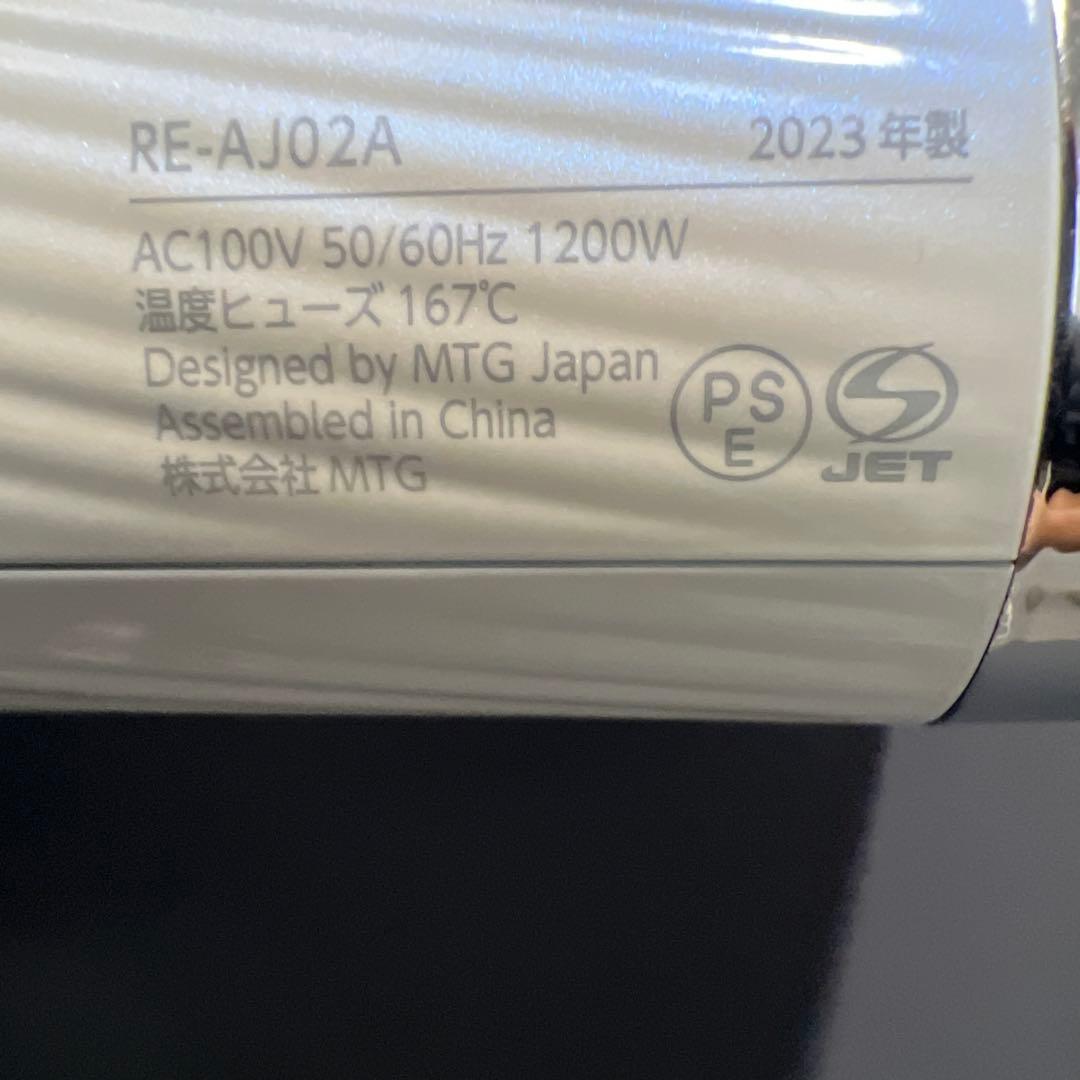 RE-AJ02A 2023年製
AC100V 50/60Hz 1200W
温度ヒューズ 167℃
Designed by MTG Japan
Assembled in China
株式会社 MTG
PS
E
JET